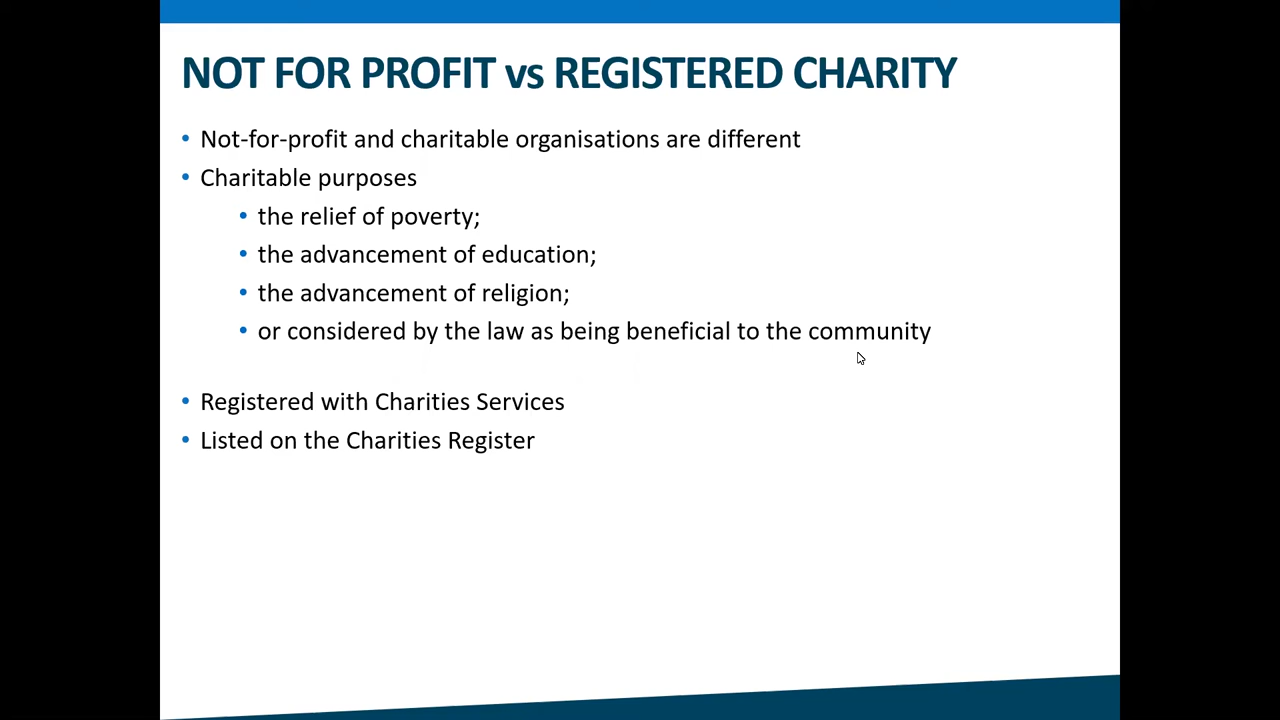 NOT FOR PROFIT vs REGISTERED CHARITY
• Not-for-profit and charitable organisations are different
• Charitable purposes
• the relief of poverty;
• the advancement of education;
• the advancement of religion;
• or considered by the law as being beneficial to the community
• Registered with Charities Services
• Listed on the Charities Register